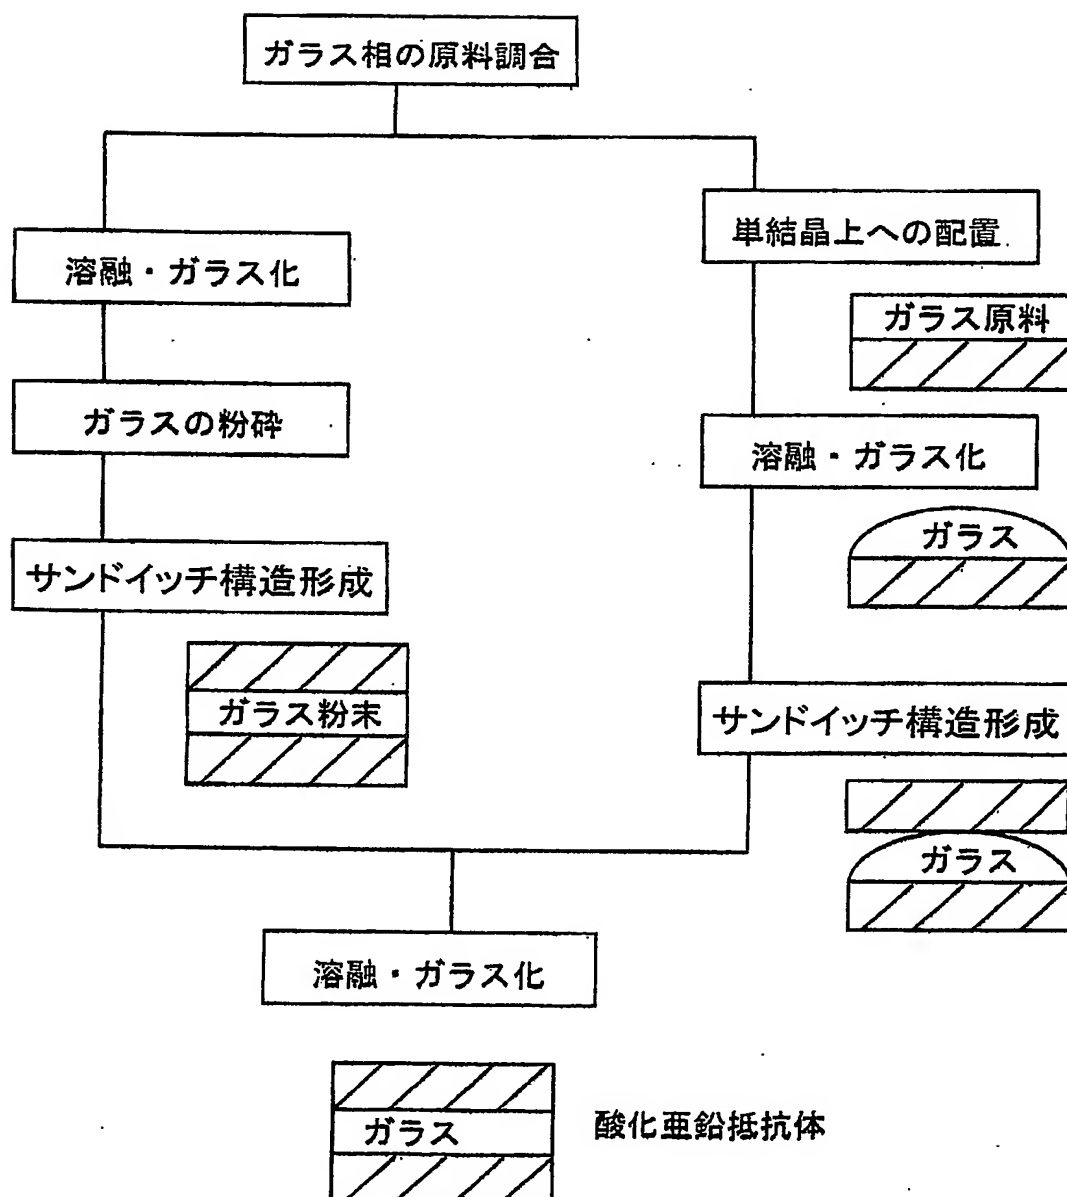 ガラス相の原料調合
溶融・ガラス化
ガラスの粉砕
サンドイッチ構造形成
ガラス粉末
単結晶上への配置
ガラス原料
溶融・ガラス化
ガラス
サンドイッチ構造形成
ガラス
溶融・ガラス化
ガラス
酸化亜鉛抵抗体